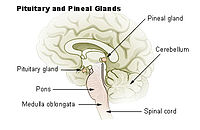 Pituitary and Pineal Glands
Pineal gland
Cerebellum
Pituitary gland
Pons
Medulla oblongata
Spinal cord